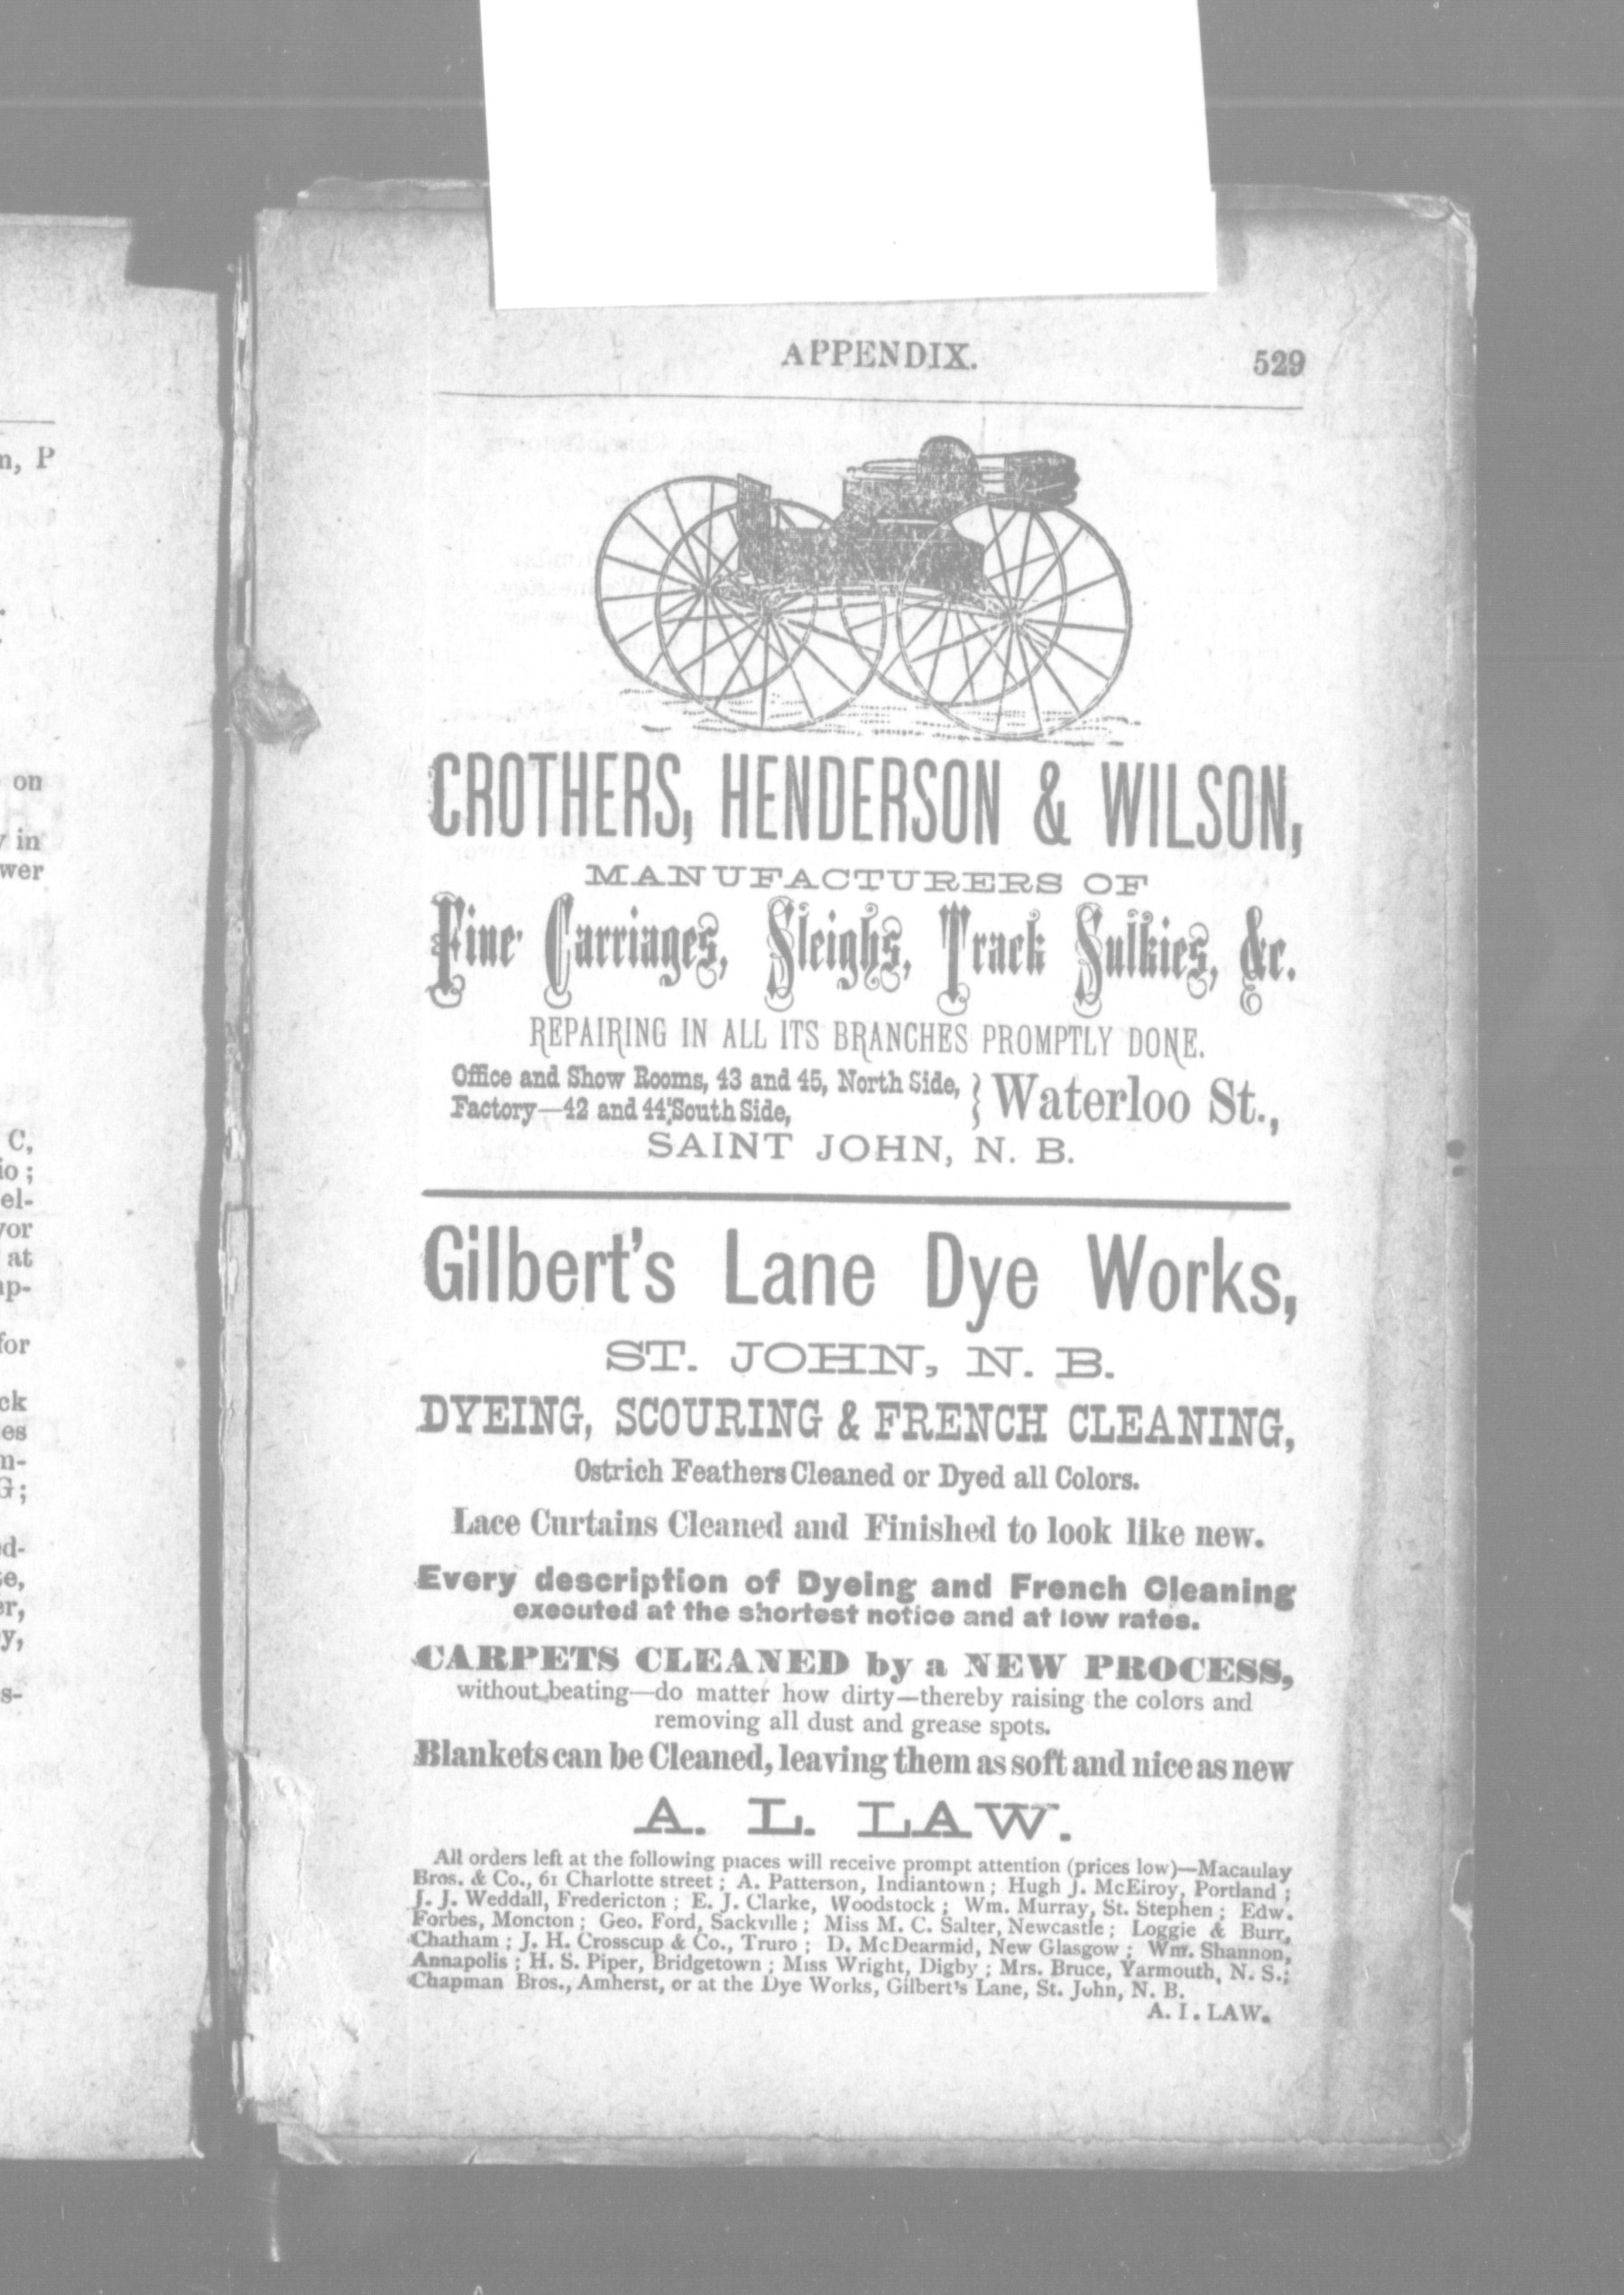 APPENDIX. 529
CROTHERS, HENDERSON & WILSON,
MANUFACTURERS OF
Fine Carriages, Sleighs, Track Sulkies, &c.
REPAIRING IN ALL ITS BRANCHES PROMPTLY DONE.
Office and Show Rooms, 43 and 45, North Side, } Waterloo St.,
Factory—42 and 44 South Side,
SAINT JOHN, N. B.
Gilbert's Lane Dye Works,
ST. JOHN, N. B.
DYEING, SCOURING & FRENCH CLEANING,
Ostrich Feathers Cleaned or Dyed all Colors.
Lace Curtains Cleaned and Finished to look like new.
Every description of Dyeing and French Cleaning
executed at the shortest notice and at low rates.
CARPETS CLEANED by a NEW PROCESS,
without beating—do matter how dirty—thereby raising the colors and
removing all dust and grease spots.
Blankets can be Cleaned, leaving them as soft and nice as new
A. L. LAW.
All orders left at the following places will receive prompt attention (prices low)—Macaulay
Bros. & Co., 61 Charlotte street ; A. Patterson, Indiantown ; Hugh J. McEiroy, Portland ;
J. J. Weddall, Fredericton ; E. J. Clarke, Woodstock ; Wm. Murray, St. Stephen ; Edw.
Forbes, Moncton ; Geo. Ford, Sackville ; Miss M. C. Salter, Newcastle ; Loggie & Burr,
Chatham ; J. H. Crosscup & Co., Truro ; D. McDearmid, New Glasgow ; Wm. Shannon,
Annapolis ; H. S. Piper, Bridgetown ; Miss Wright, Digby ; Mrs. Bruce, Yarmouth, N. S.;
Chapman Bros., Amherst, or at the Dye Works, Gilbert's Lane, St. John, N. B.
A. I. LAW.